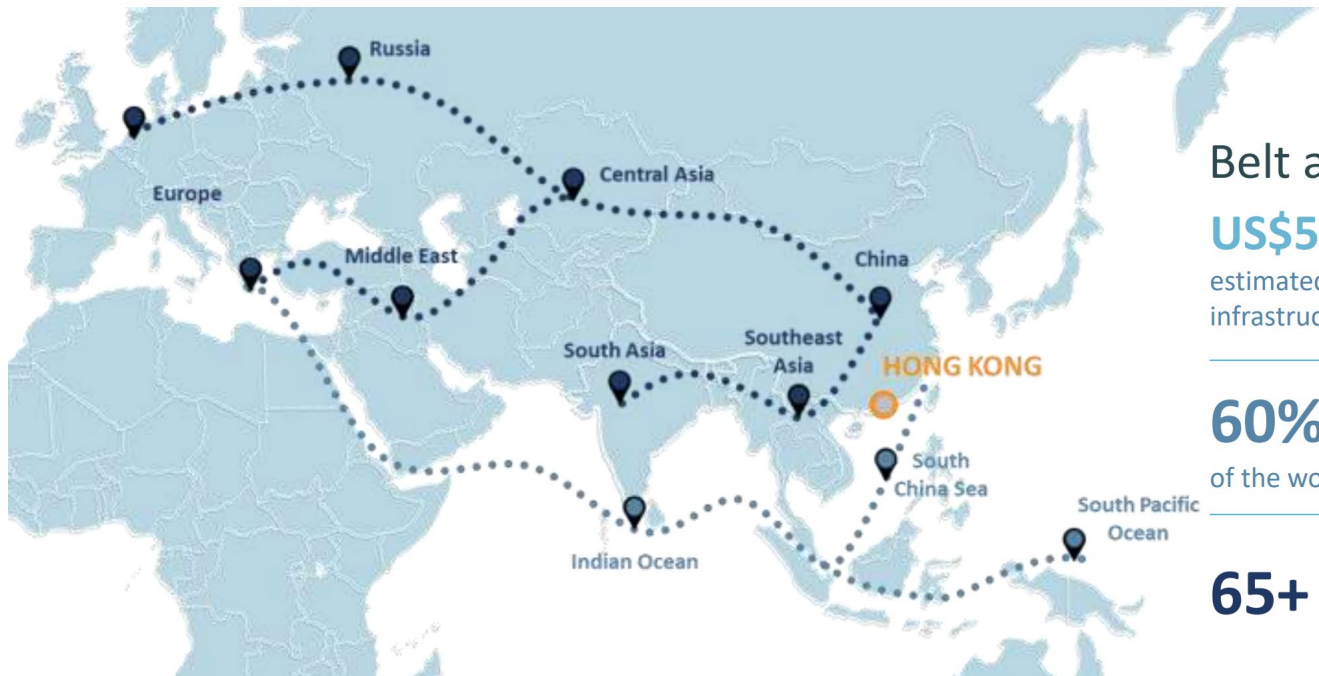 Russia
Europe
Central Asia
Middle East
China
South Asia
Southeast
Asia
HONG KONG
South
China Sea
Indian Ocean
South Pacific
Ocean
Belt a
US$5
estimated
infrastruc
60%
of the wo
65+